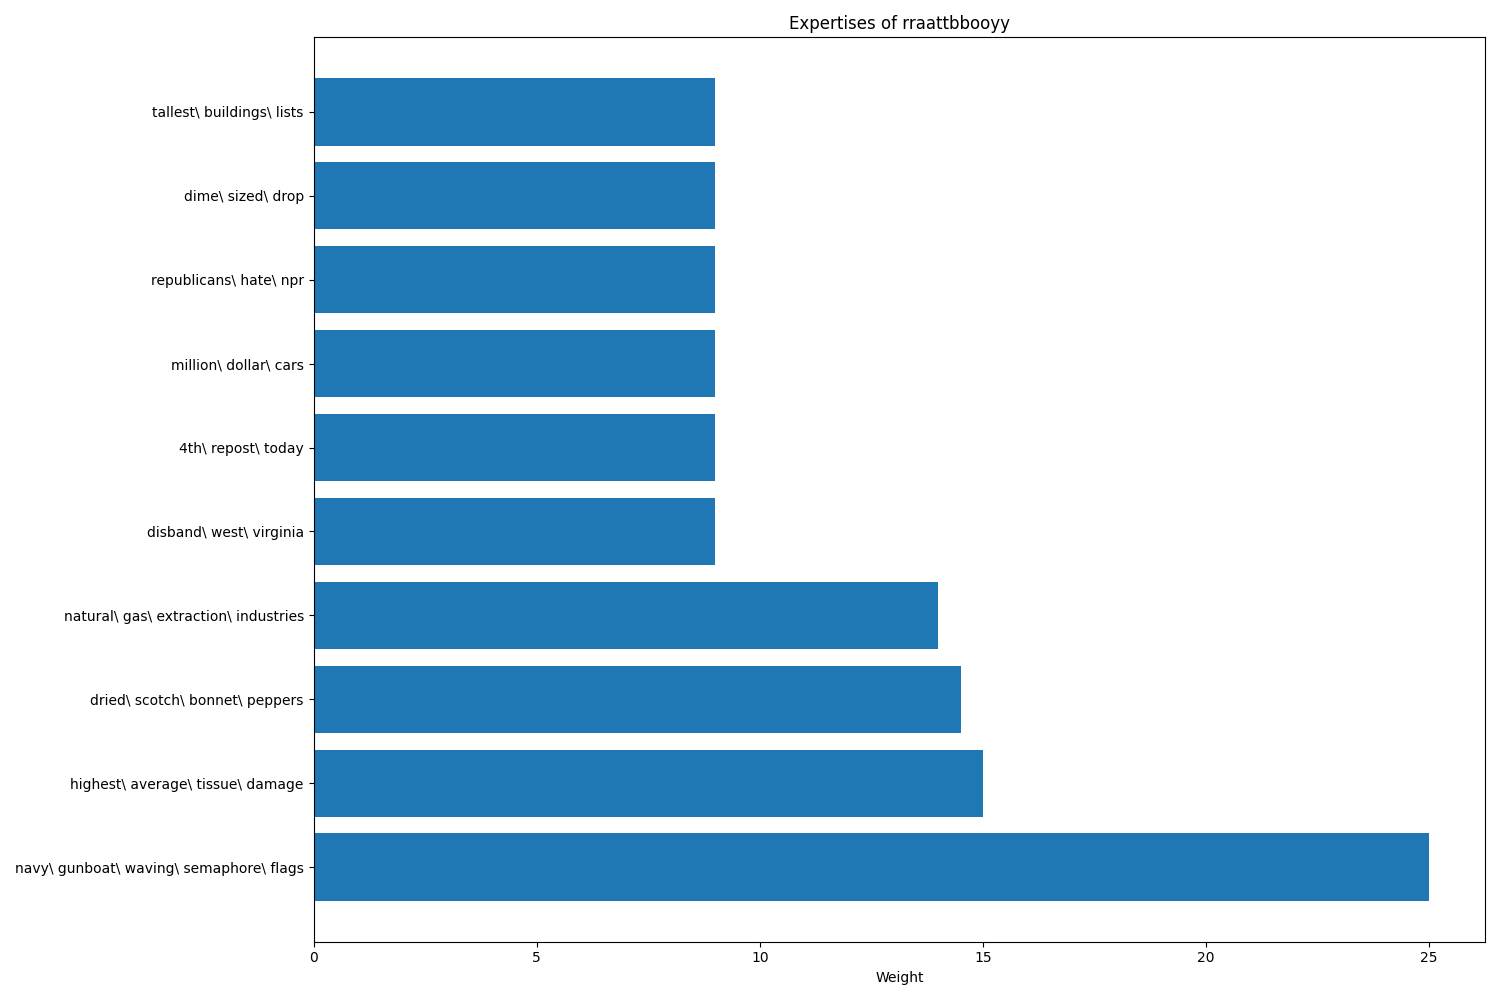 Expertises of rraattbbooyy
tallest\ buildings\ lists
dime\ sized\ drop
republicans\ hate\ npr
million\ dollar\ cars
4th\ repost\ today
disband\ west\ virginia
natural\ gas\ extraction\ industries
dried\ scotch\ bonnet\ peppers
highest\ average\ tissue\ damage
navy\ gunboat\ waving\ semaphore\ flags
0 5 10 15 20 25
Weight